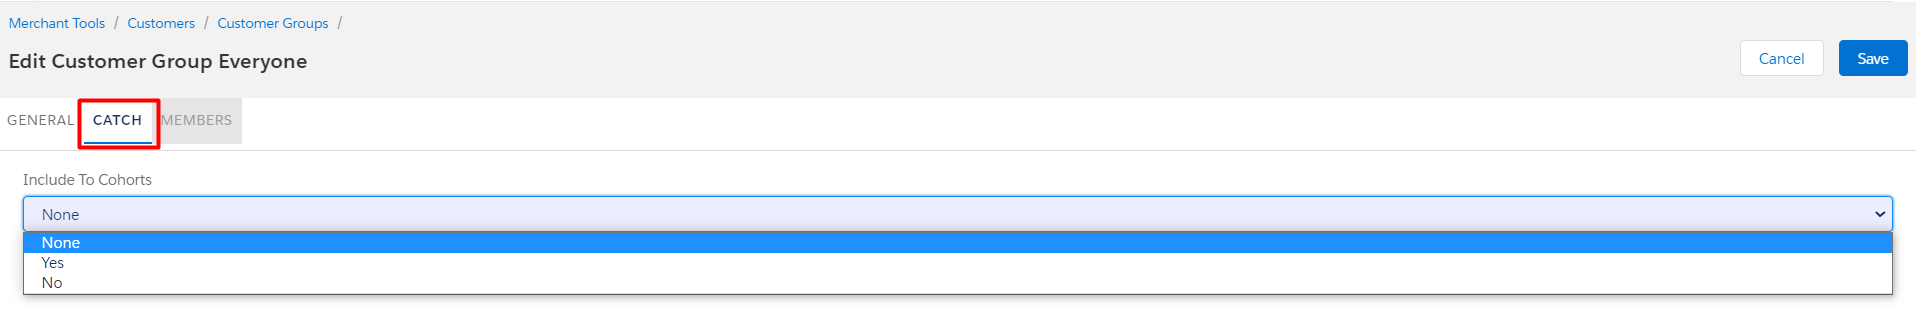 Merchant Tools / Customers / Customer Groups /
Edit Customer Group Everyone
Cancel Save
GENERAL CATCH MEMBERS
Include To Cohorts
None
None
Yes
No